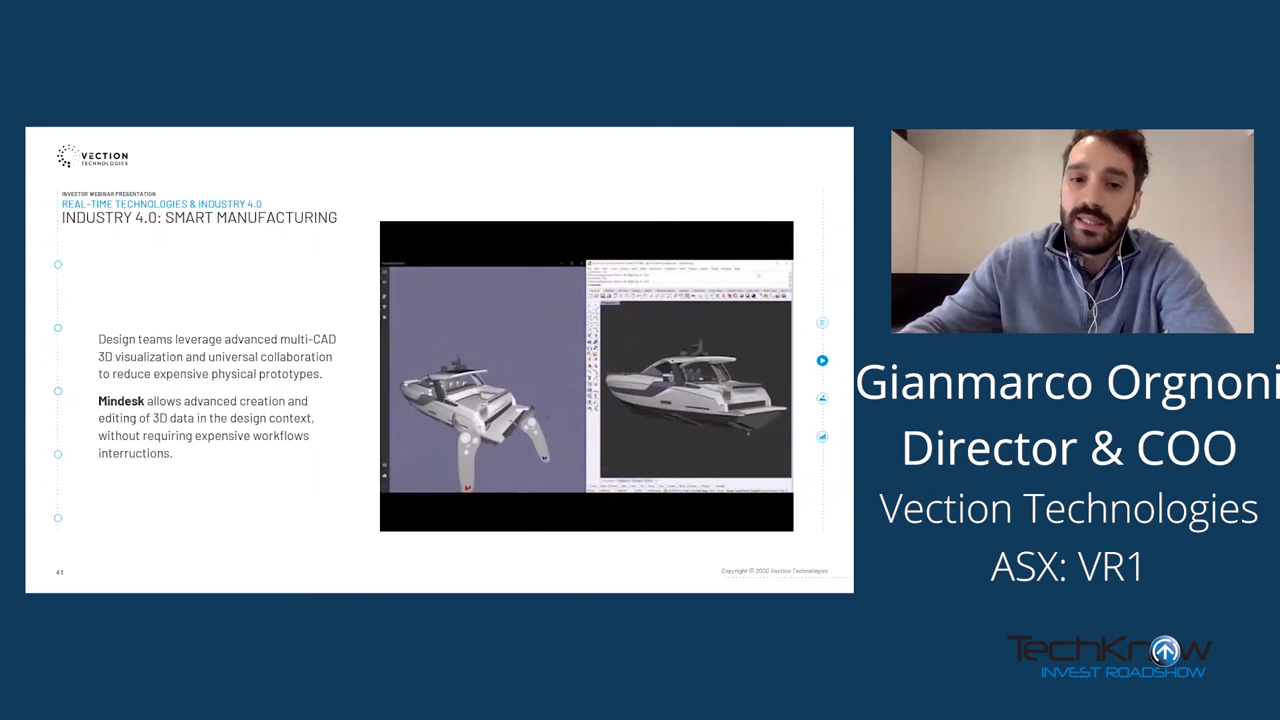 VECTION
TECHNOLOGIES
INVESTOR WEBINAR PRESENTATION
REAL-TIME TECHNOLOGIES & INDUSTRY 4.0
INDUSTRY 4.0: SMART MANUFACTURING
Design teams leverage advanced multi-CAD
3D visualization and universal collaboration
to reduce expensive physical prototypes.
Mindesk allows advanced creation and
editing of 3D data in the design context,
without requiring expensive workflows
interructions.
41
Copyright © 2020 Vection Technologies
Gianmarco Orgnoni
Director & COO
Vection Technologies
ASX: VR1
TechKnow
INVEST ROADSHOW